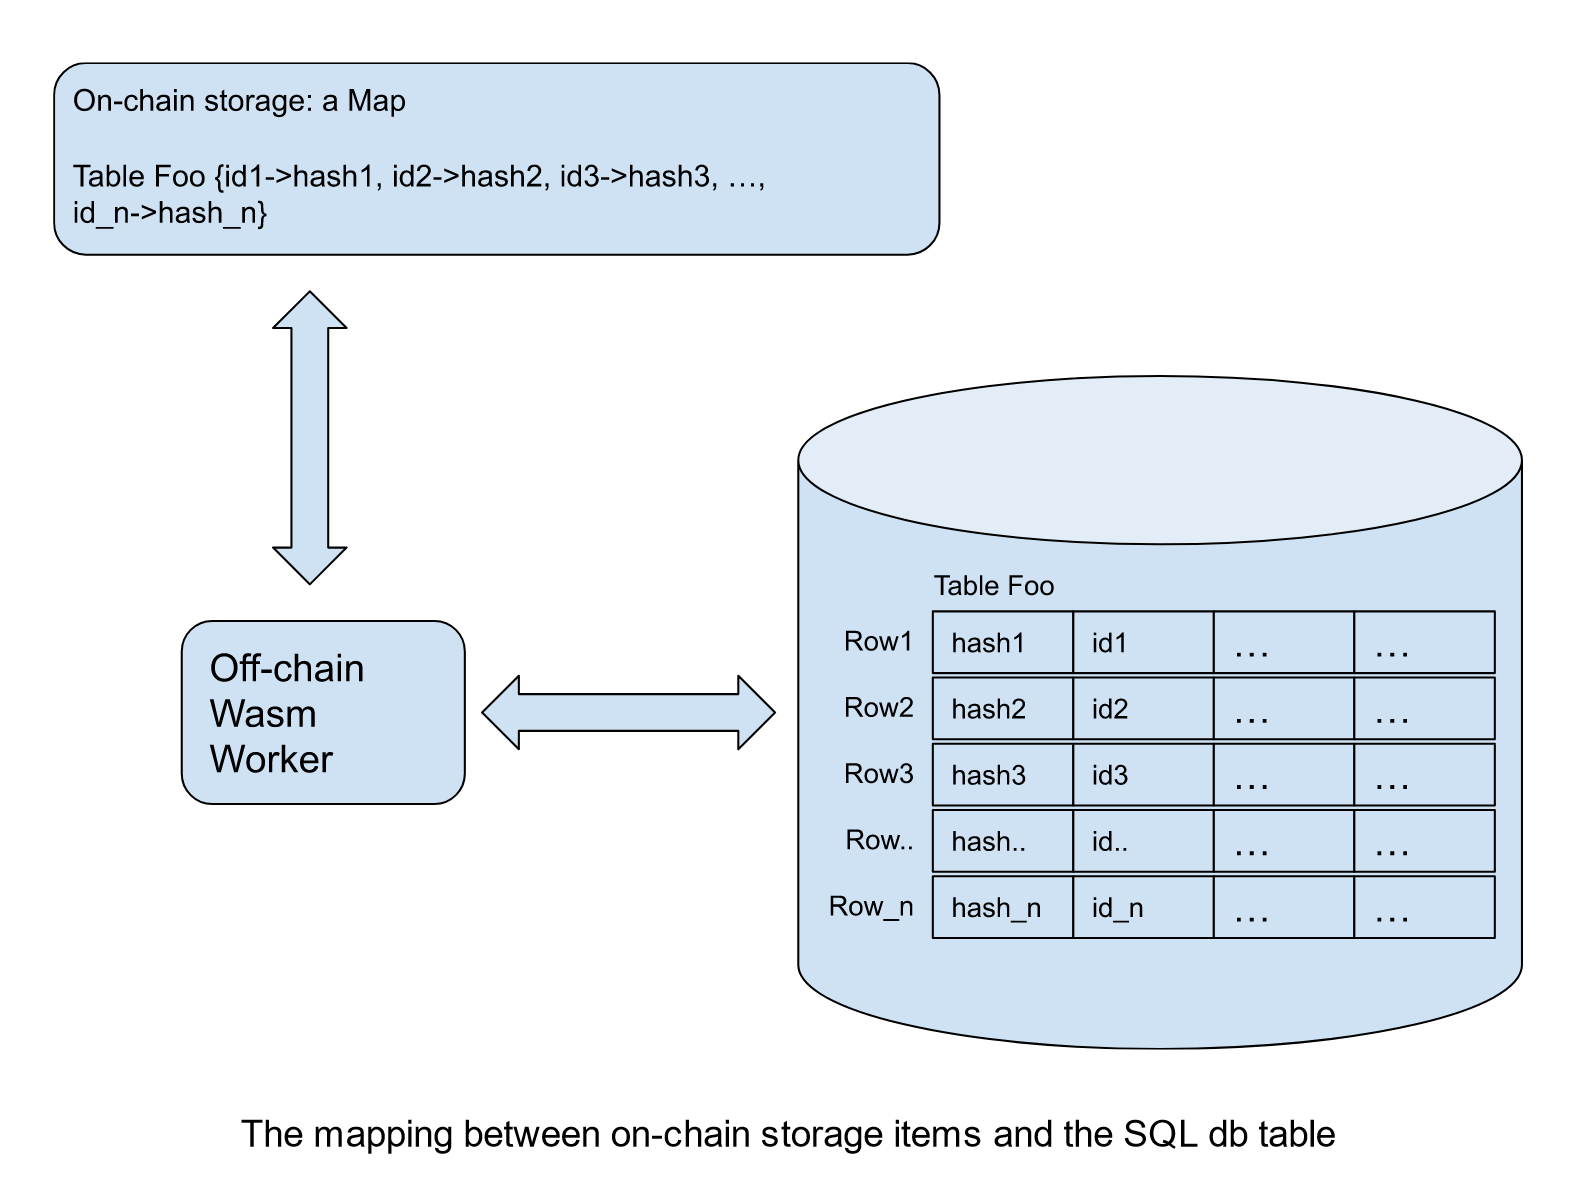 On-chain storage: a Map
Table Foo {id1->hash1, id2->hash2, id3->hash3, …,
id_n->hash_n}
Off-chain
Wasm
Worker
Table Foo
Row1 hash1 id1 … …
Row2 hash2 id2 … …
Row3 hash3 id3 … …
Row.. hash.. id.. … …
Row_n hash_n id_n … …
The mapping between on-chain storage items and the SQL db table